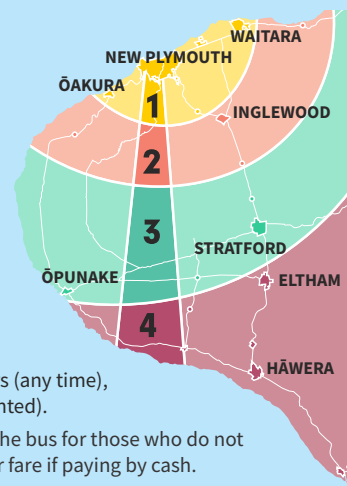 WAITARA
NEW PLYMOUTH
ŌAKURA
1
INGLEWOOD
2
3
STRATFORD
ŌPUNAKE
ELTHAM
4
HĀWERA
(any time),
he bus for those who do not
fare if paying by cash.